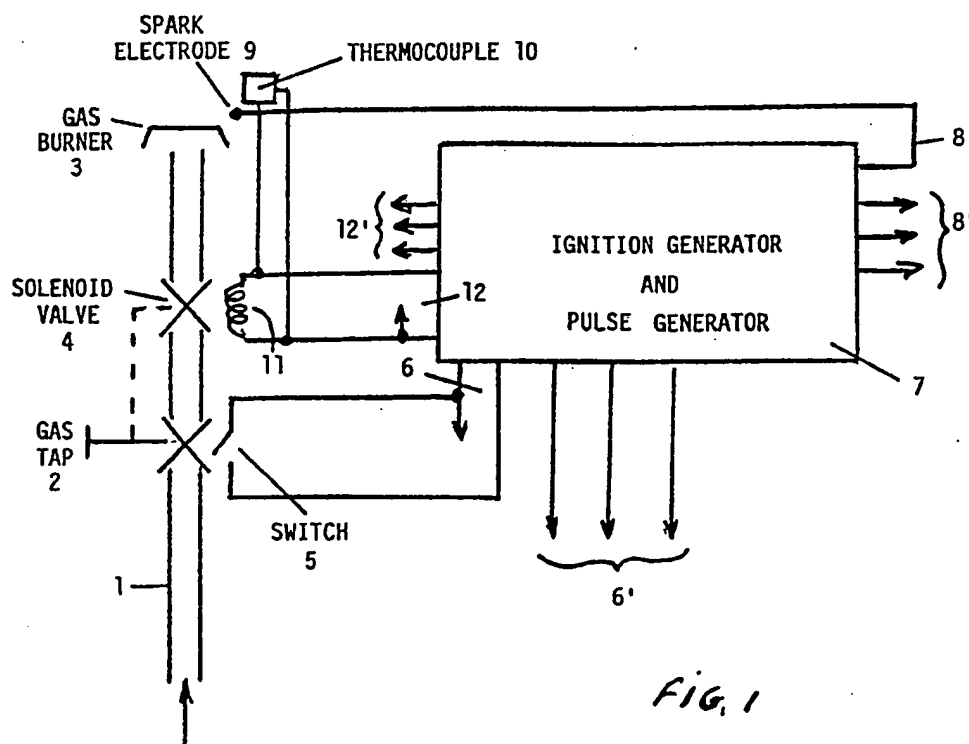 SPARK
ELECTRODE 9
THERMOCOUPLE 10
GAS
BURNER
3
8
12'
8'
IGNITION GENERATOR
AND
PULSE GENERATOR
SOLENOID
VALVE
4
12
11
6
7
GAS
TAP
2
SWITCH
5
1
6'
FIG. 1